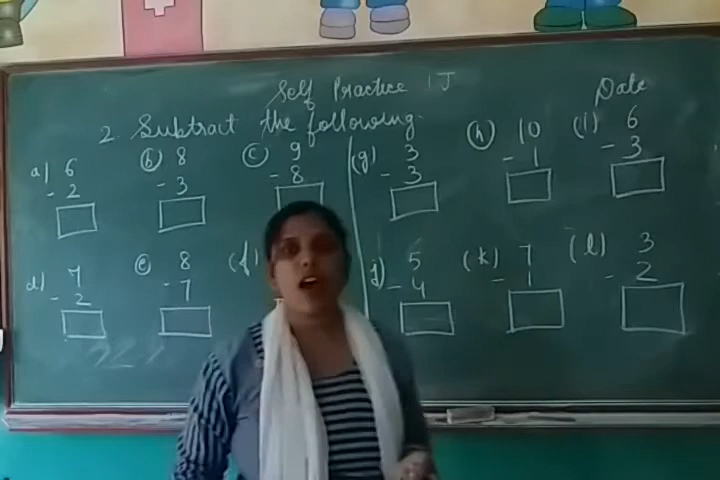 Self Practice 1J Date
2. Subtract the following.
a) 6 (b) 8 (c) 9 (g) 3 (h) 10 (i) 6
- 2 - 3 - 8 - 3 - 1 - 3
d) 7 (e) 8 (f) j) 5 (k) 7 (l) 3
- 2 - 7 - 4 - 1 - 2